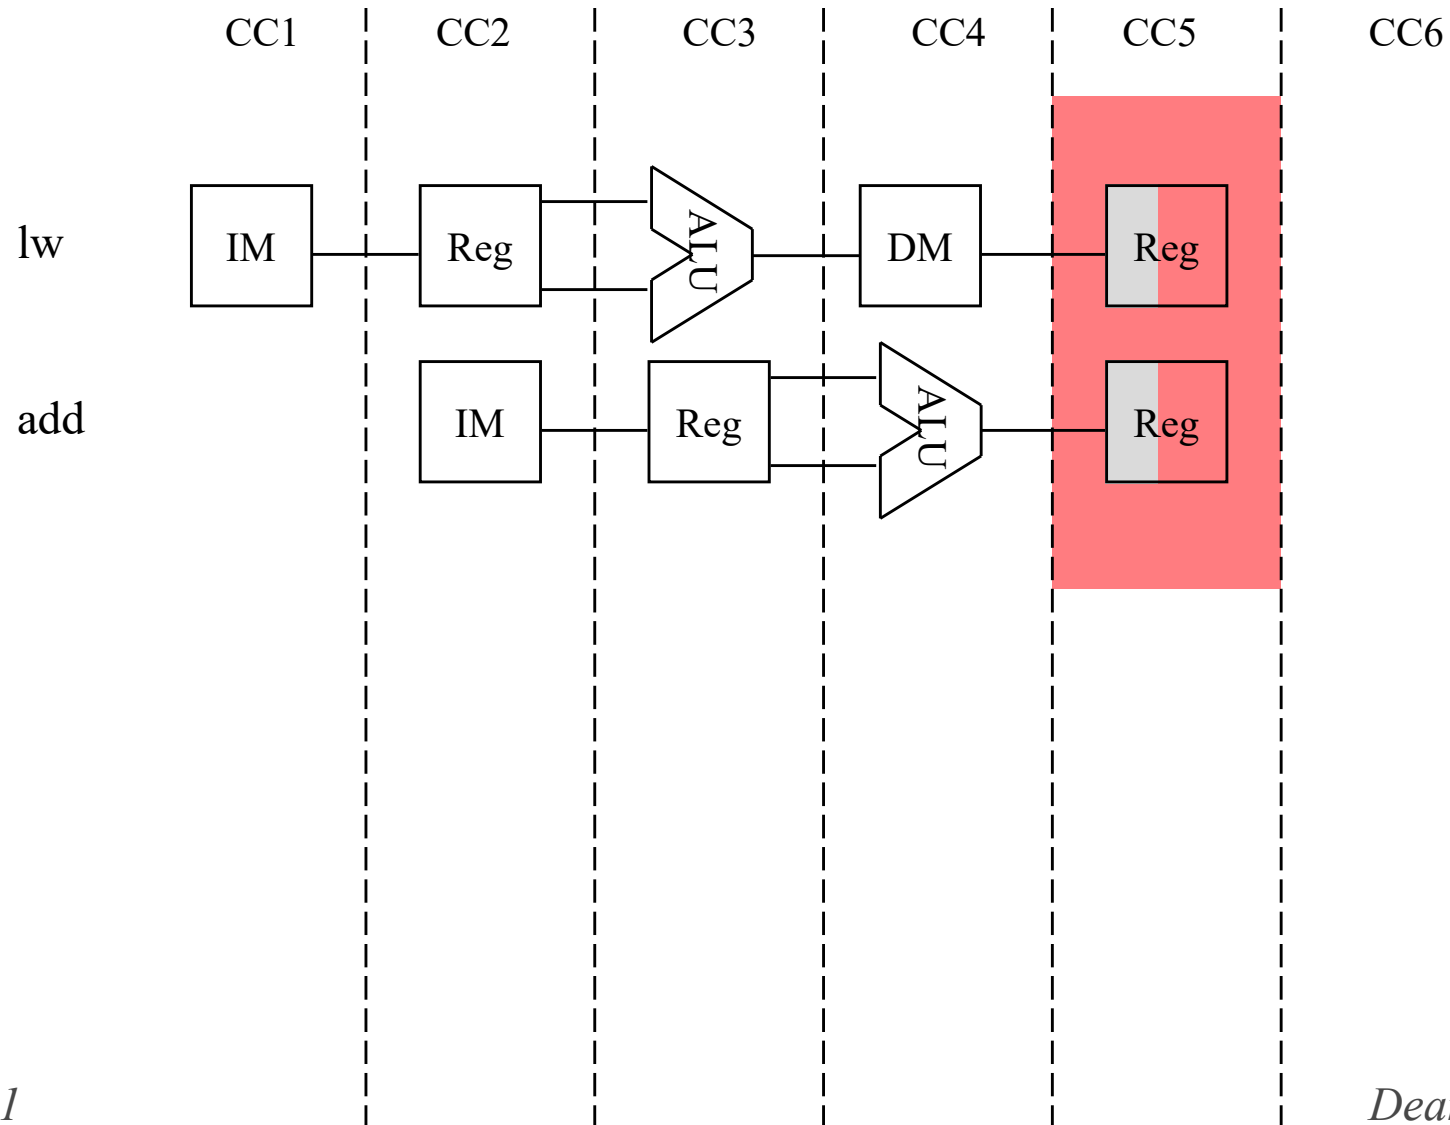 CC1 CC2 CC3 CC4 CC5 CC6
lw IM Reg ALU DM Reg
add IM Reg ALU Reg
1